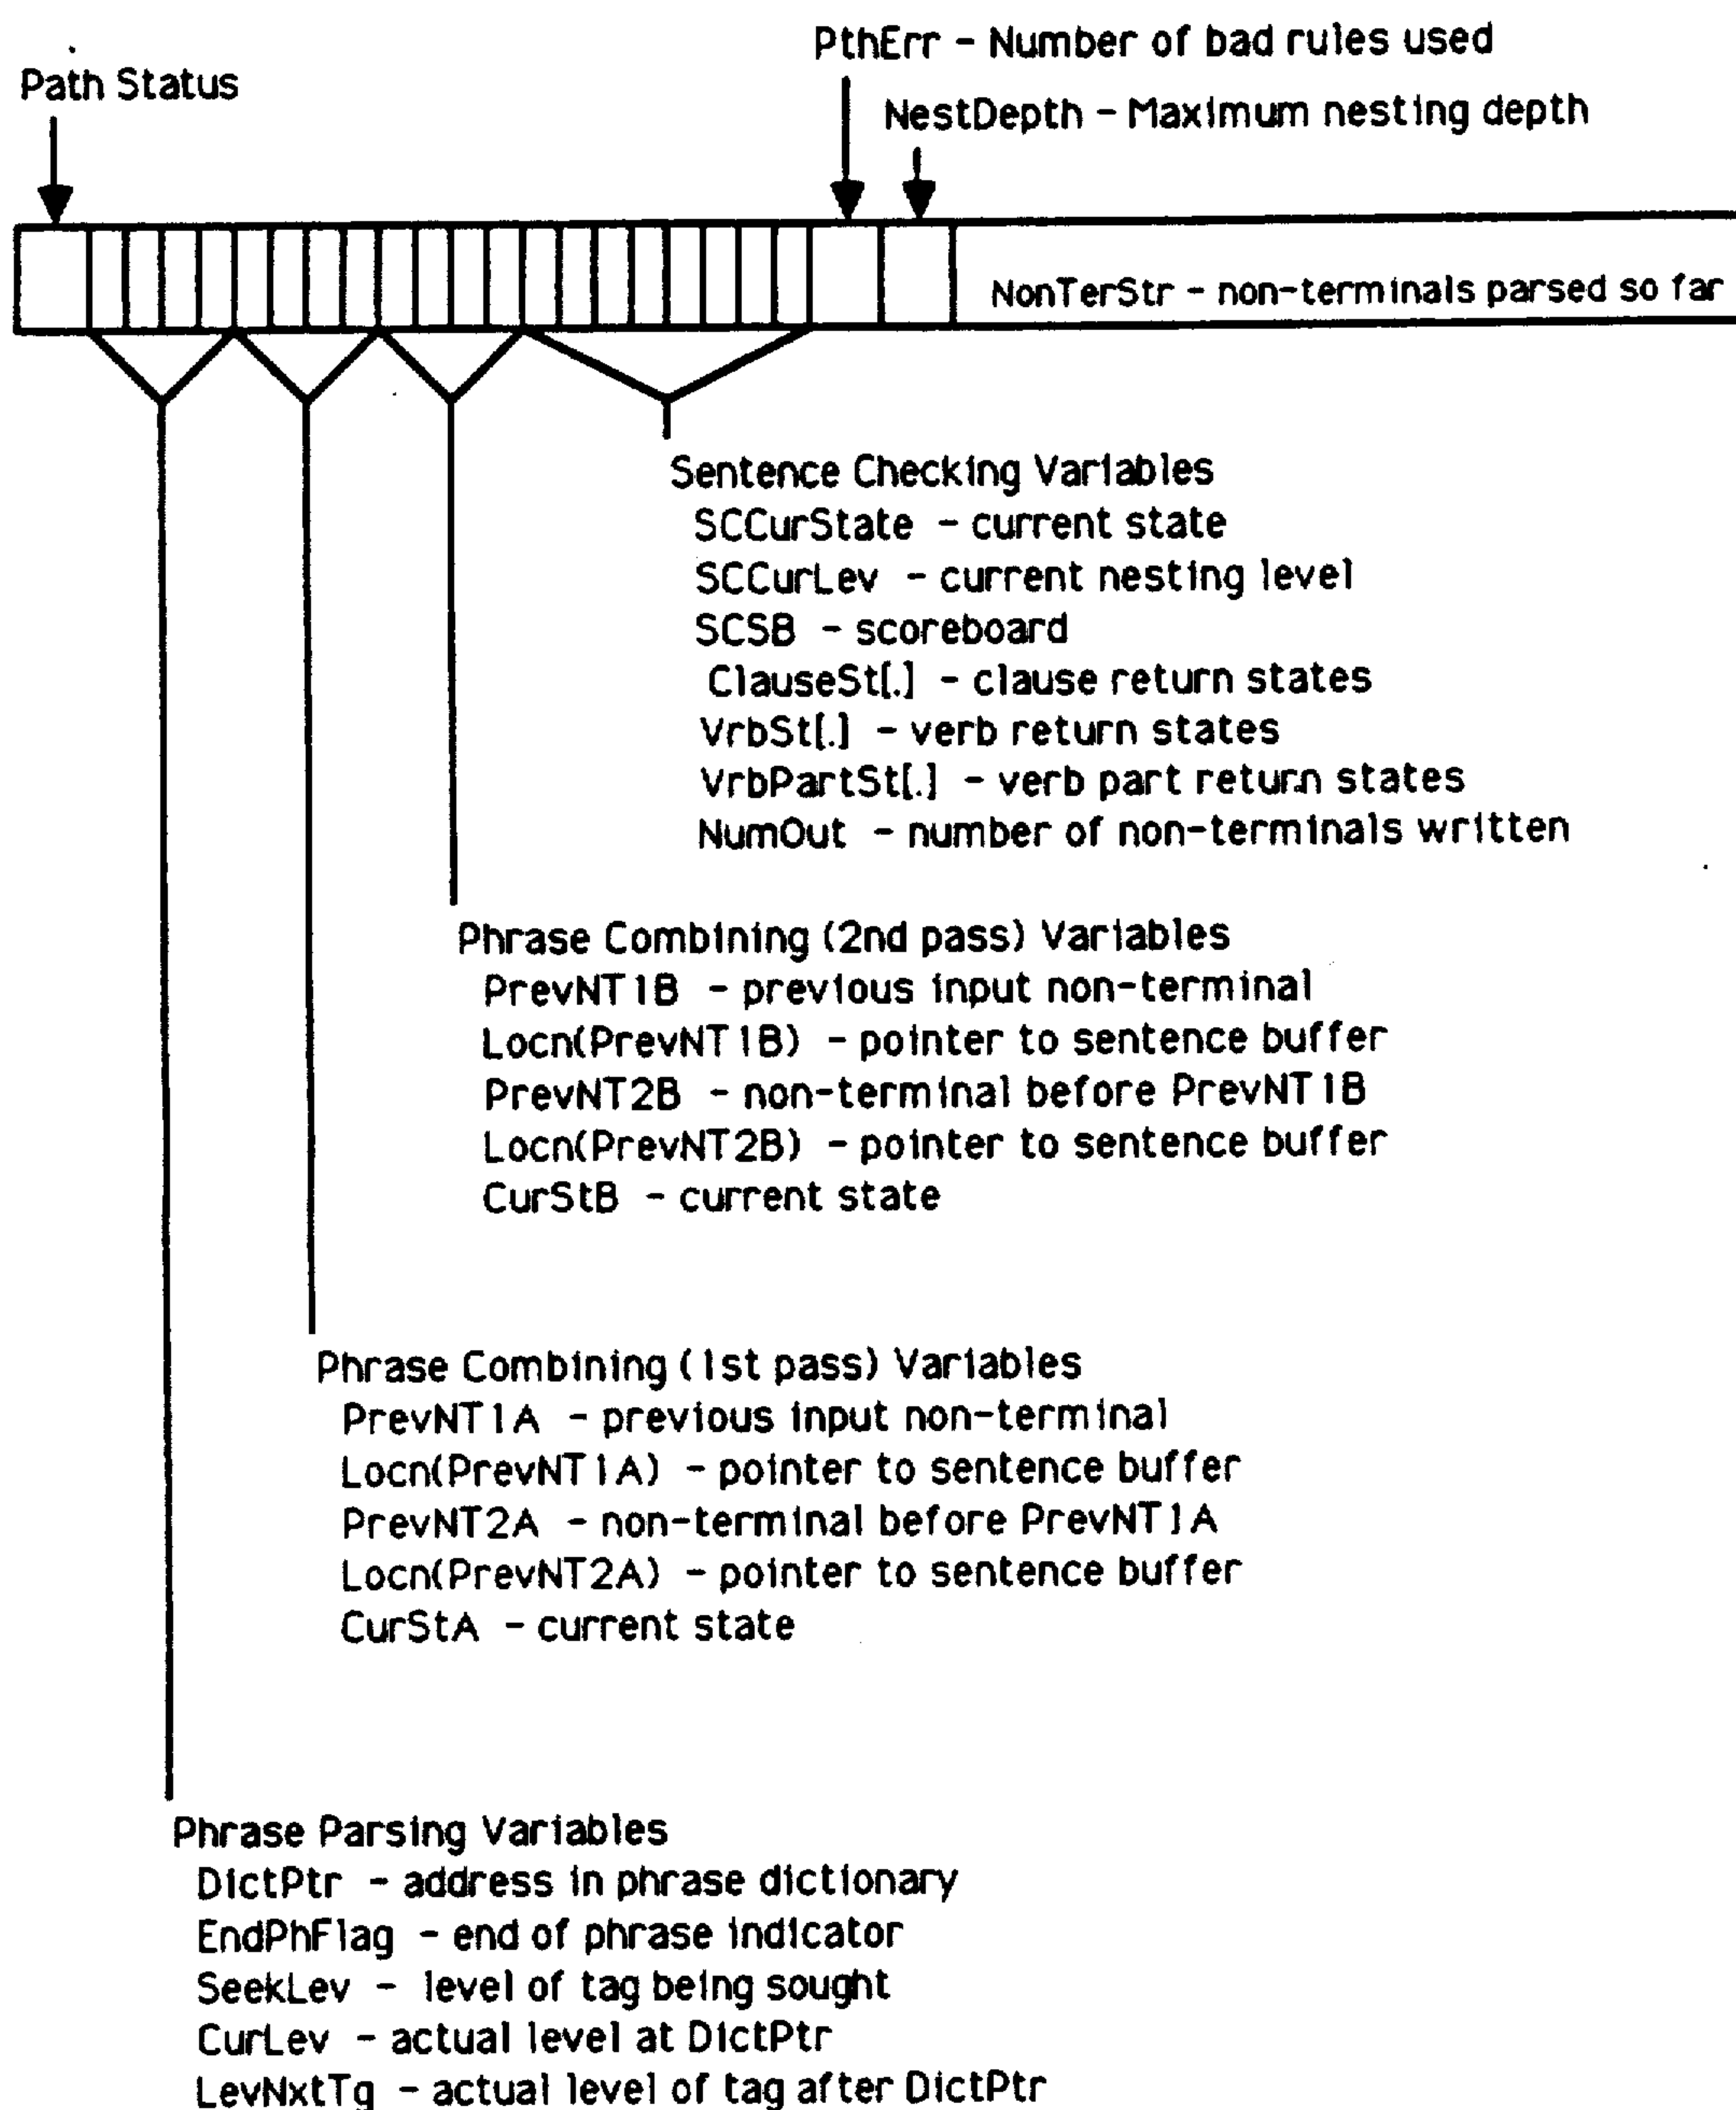 PthErr - Number of bad rules used
Path Status
NestDepth - Maximum nesting depth
NonTerStr - non-terminals parsed so far
Sentence Checking Variables
SCCurState - current state
SCCurLev - current nesting level
SCSB - scoreboard
ClauseSt[.] - clause return states
VrbSt[.] - verb return states
VrbPartSt[.] - verb part return states
NumOut - number of non-terminals written
Phrase Combining (2nd pass) Variables
PrevNT1B - previous input non-terminal
Locn(PrevNT1B) - pointer to sentence buffer
PrevNT2B - non-terminal before PrevNT1B
Locn(PrevNT2B) - pointer to sentence buffer
CurStB - current state
Phrase Combining (1st pass) Variables
PrevNT1A - previous input non-terminal
Locn(PrevNT1A) - pointer to sentence buffer
PrevNT2A - non-terminal before PrevNT1A
Locn(PrevNT2A) - pointer to sentence buffer
CurStA - current state
Phrase Parsing Variables
DictPtr - address in phrase dictionary
EndPhFlag - end of phrase indicator
SeekLev - level of tag being sought
CurLev - actual level at DictPtr
LevNxtTg - actual level of tag after DictPtr